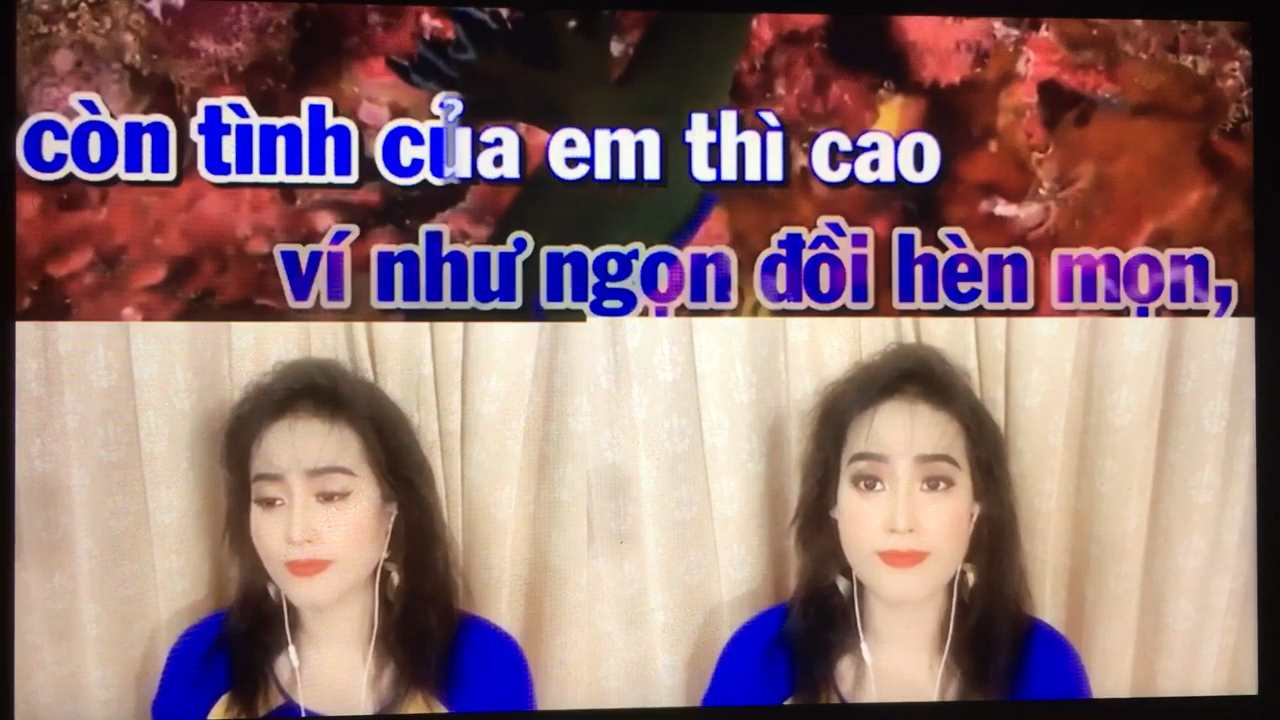 còn tình của em thì cao
ví như ngọn đồi hèn mọn,